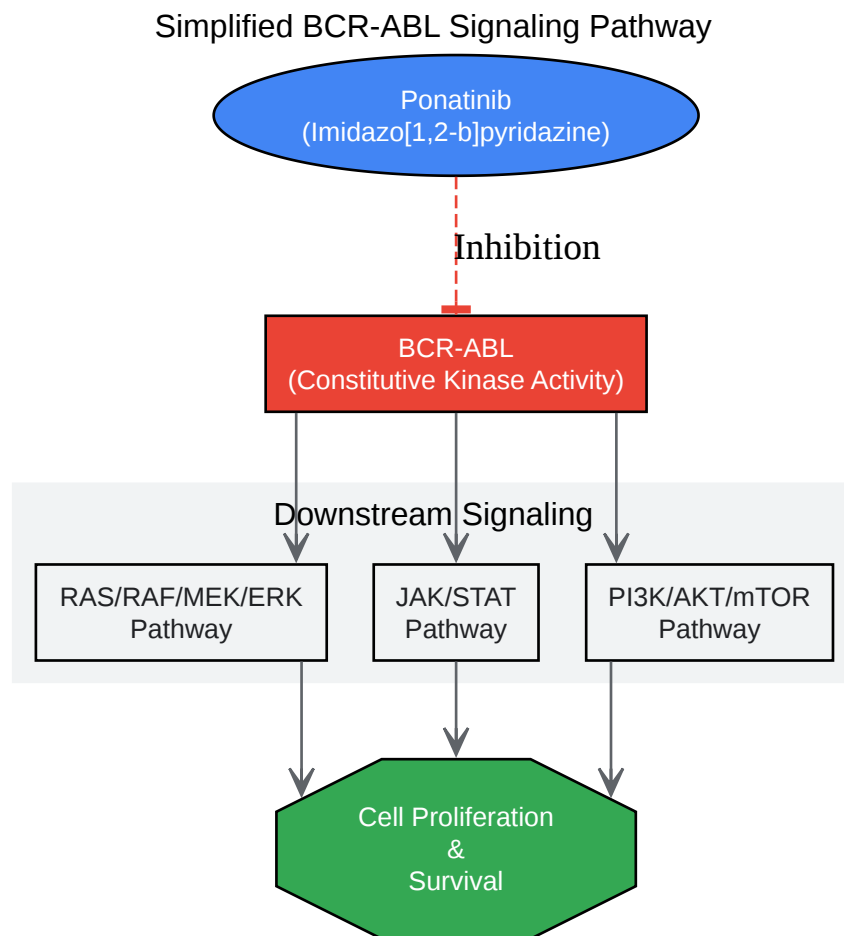 Simplified BCR-ABL Signaling Pathway
Ponatinib
(Imidazo[1,2-b]pyridazine)
Inhibition
BCR-ABL
(Constitutive Kinase Activity)
Downstream Signaling
RAS/RAF/MEK/ERK
Pathway
JAK/STAT
Pathway
PI3K/AKT/mTOR
Pathway
Cell Proliferation
&
Survival